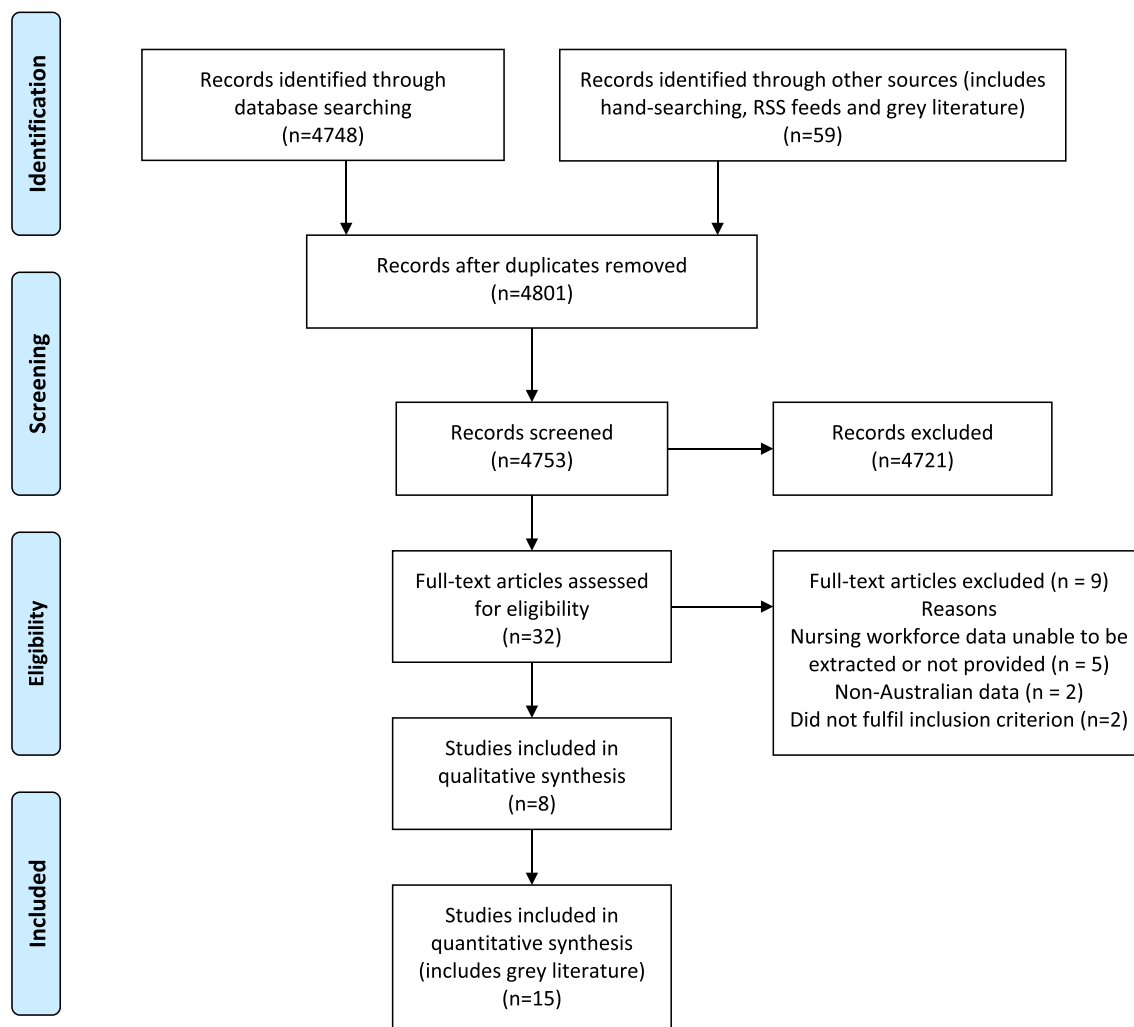 Identification
Records identified through
database searching
(n=4748)
Records identified through other sources (includes
hand-searching, RSS feeds and grey literature)
(n=59)
Records after duplicates removed
(n=4801)
Screening
Records screened
(n=4753)
Records excluded
(n=4721)
Eligibility
Full-text articles assessed
for eligibility
(n=32)
Full-text articles excluded (n = 9)
Reasons
Nursing workforce data unable to be
extracted or not provided (n = 5)
Non-Australian data (n = 2)
Did not fulfil inclusion criterion (n=2)
Studies included in
qualitative synthesis
(n=8)
Included
Studies included in
quantitative synthesis
(includes grey literature)
(n=15)